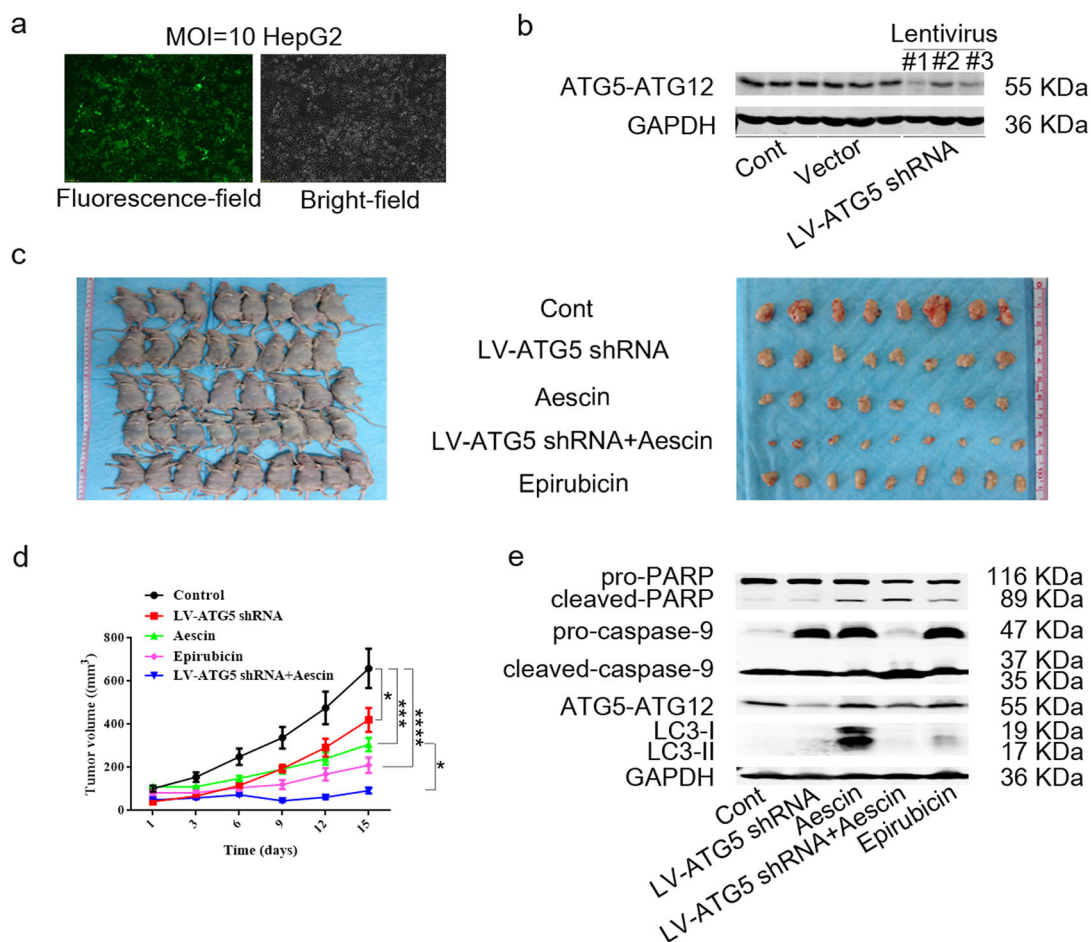 a
MOI=10 HepG2
Fluorescence-field
Bright-field
b
Lentivirus
#1 #2 #3
ATG5-ATG12
55 KDa
GAPDH
36 KDa
Cont
Vector
LV-ATG5 shRNA
c
Cont
LV-ATG5 shRNA
Aescin
LV-ATG5 shRNA+Aescin
Epirubicin
d
Control
LV-ATG5 shRNA
Aescin
Epirubicin
LV-ATG5 shRNA+Aescin
Tumor volume ((mm³)
800
600
400
200
0
1 3 6 9 12 15
Time (days)
*
***
****
*
e
pro-PARP
116 KDa
cleaved-PARP
89 KDa
pro-caspase-9
47 KDa
cleaved-caspase-9
37 KDa
35 KDa
ATG5-ATG12
55 KDa
LC3-I
19 KDa
LC3-II
17 KDa
GAPDH
36 KDa
Cont
LV-ATG5 shRNA
Aescin
LV-ATG5 shRNA+Aescin
Epirubicin